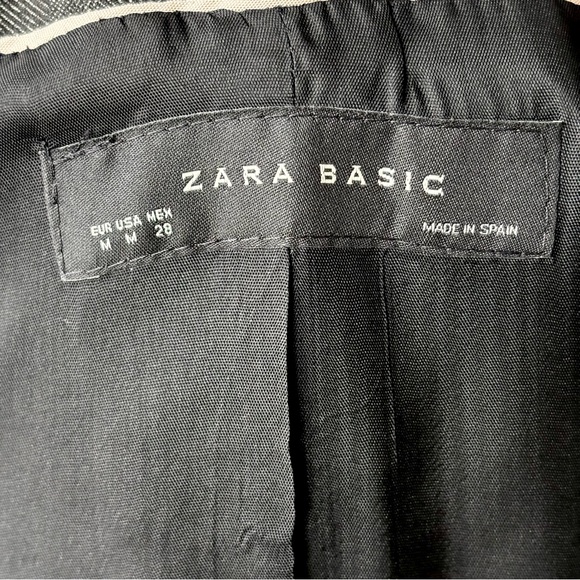 ZARA BASIC
EUR USA MEX
M M 28
MADE IN SPAIN